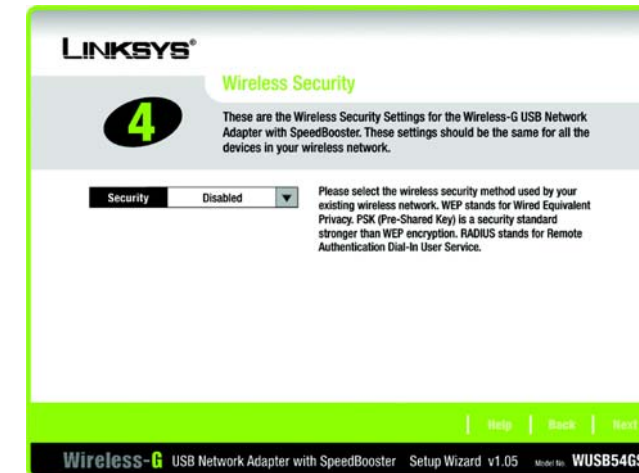 LINKSYS®
Wireless Security
4
These are the Wireless Security Settings for the Wireless-G USB Network
Adapter with SpeedBooster. These settings should be the same for all the
devices in your wireless network.
Security Disabled
Please select the wireless security method used by your
existing wireless network. WEP stands for Wired Equivalent
Privacy. PSK (Pre-Shared Key) is a security standard
stronger than WEP encryption. RADIUS stands for Remote
Authentication Dial-In User Service.
Help Back Next
Wireless-G USB Network Adapter with SpeedBooster Setup Wizard v1.05 Model No. WUSB54GS